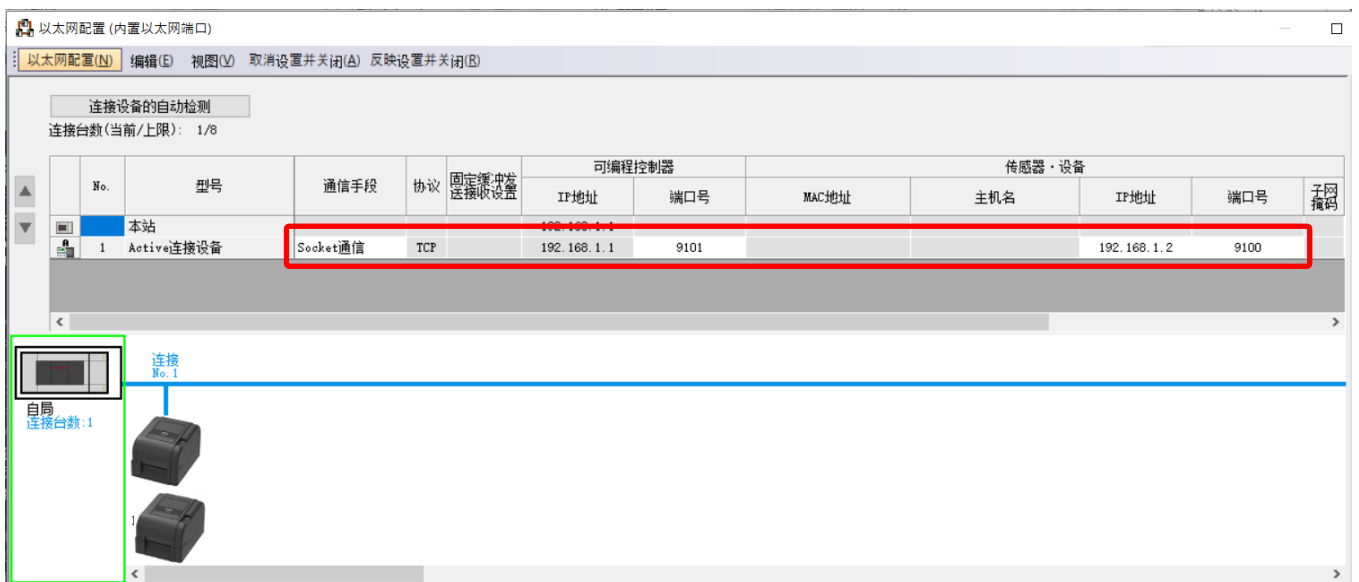 以太网配置 (内置以太网端口)
以太网配置(N) 编辑(E) 视图(V) 取消设置并关闭(A) 反映设置并关闭(R)
连接设备的自动检测
连接台数(当前/上限): 1/8
可编程控制器 传感器・设备
No. 型号 通信手段 协议 固定缓冲发
送接收设置 IP地址 端口号 MAC地址 主机名 IP地址 端口号 子网
掩码
本站 192.168.1.1
1 Active连接设备 Socket通信 TCP 192.168.1.1 9101 192.168.1.2 9100
连接
No.1
自局
连接台数:1
1